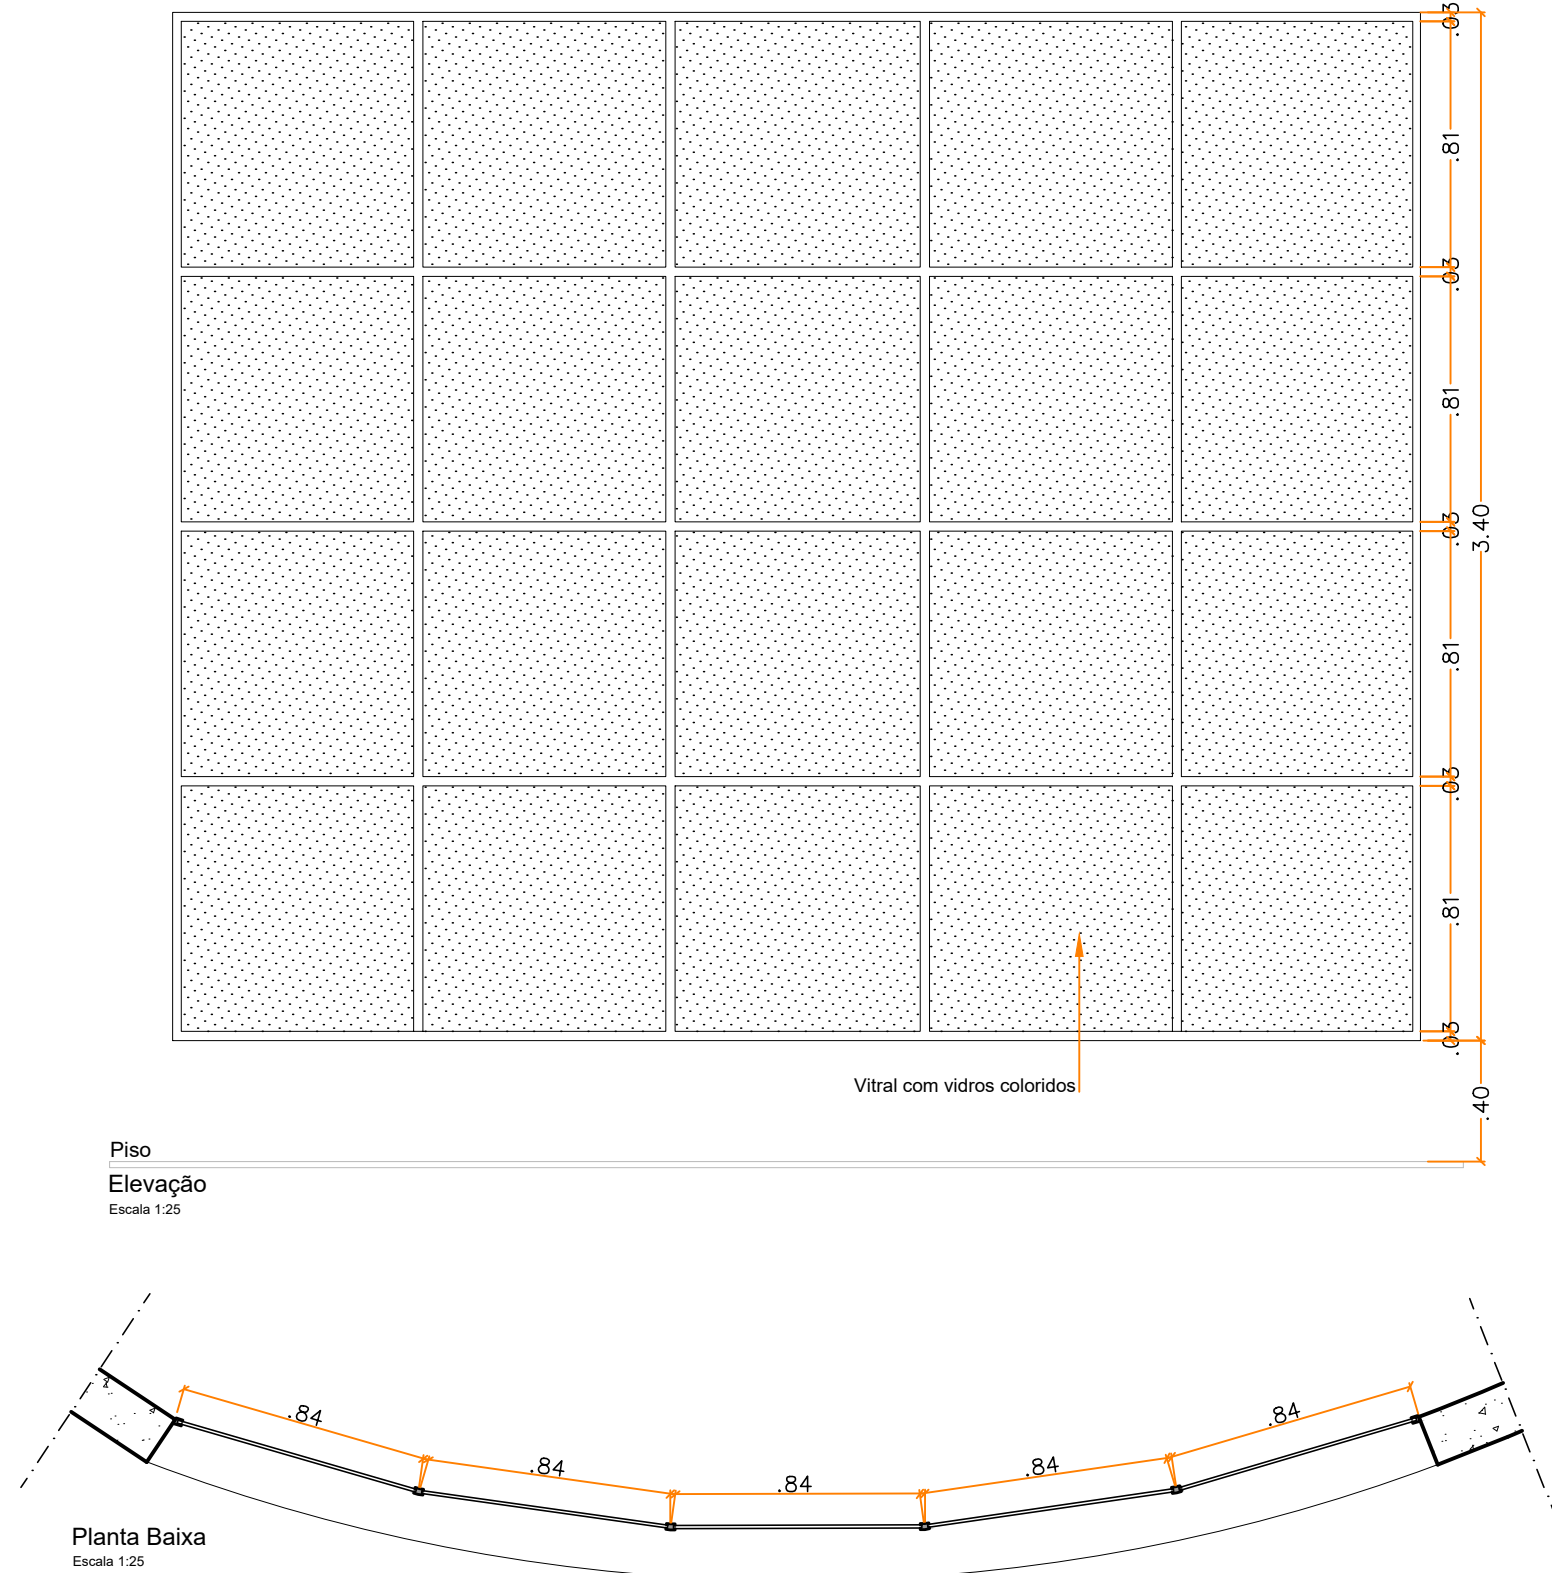 .03
.81
.03
.81
.03
3.40
.81
.03
.81
.03
Vitral com vidros coloridos
.40
Piso
Elevação
Escala 1:25
.84
.84
.84
.84
.84
Planta Baixa
Escala 1:25